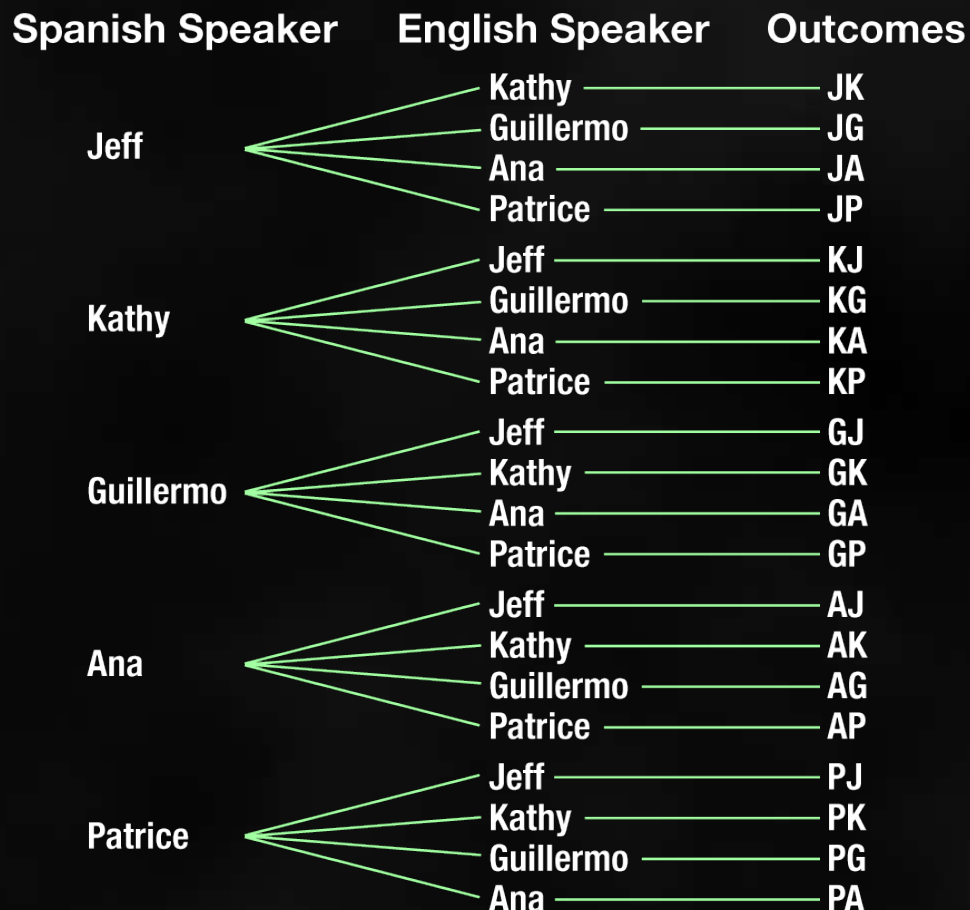 Spanish Speaker English Speaker Outcomes
Kathy JK
Guillermo JG
Jeff
Ana JA
Patrice JP
Jeff KJ
Guillermo KG
Kathy
Ana KA
Patrice KP
Jeff GJ
Kathy GK
Guillermo
Ana GA
Patrice GP
Jeff AJ
Kathy AK
Ana
Guillermo AG
Patrice AP
Jeff PJ
Kathy PK
Patrice
Guillermo PG
Ana PA